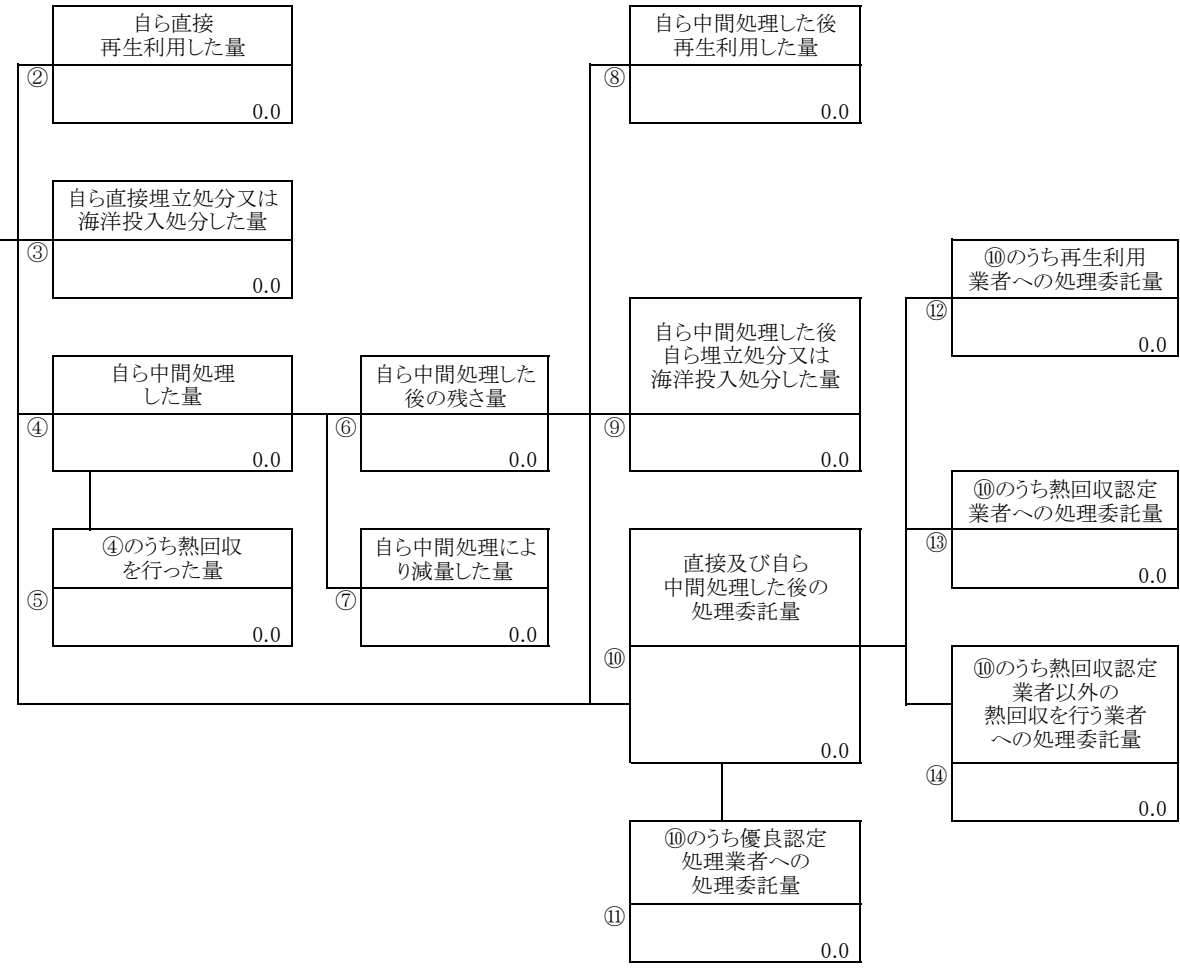 自ら直接
再生利用した量
②
0.0
自ら直接埋立処分又は
海洋投入処分した量
③
0.0
自ら中間処理
した量
④
0.0
④のうち熱回収
を行った量
⑤
0.0
自ら中間処理した
後の残さ量
⑥
0.0
自ら中間処理によ
り減量した量
⑦
0.0
自ら中間処理した後
再生利用した量
⑧
0.0
自ら中間処理した後
自ら埋立処分又は
海洋投入処分した量
⑨
0.0
直接及び自ら
中間処理した後の
処理委託量
⑩
0.0
⑩のうち優良認定
処理業者への
処理委託量
⑪
0.0
⑩のうち再生利用
業者への処理委託量
⑫
0.0
⑩のうち熱回収認定
業者への処理委託量
⑬
0.0
⑩のうち熱回収認定
業者以外の
熱回収を行う業者
への処理委託量
⑭
0.0